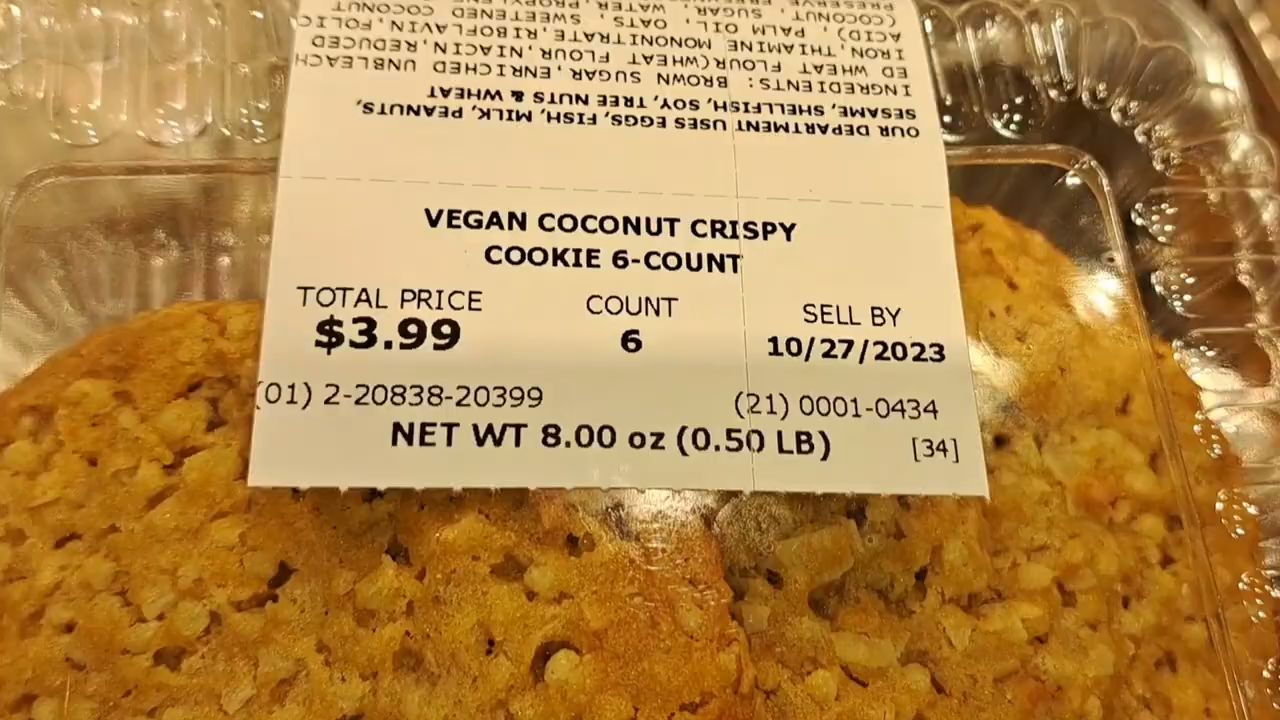 VEGAN COCONUT CRISPY
COOKIE 6-COUNT
TOTAL PRICE
$3.99
COUNT
6
SELL BY
10/27/2023
(01) 2-20838-20399
(21) 0001-0434
NET WT 8.00 oz (0.50 LB)
[34]
OUR DEPARTMENT USES EGGS, FISH, MILK, PEANUTS,
SESAME, SHELLFISH, SOY, TREE NUTS & WHEAT
INGREDIENTS: BROWN SUGAR, ENRICHED UNBLEACH
ED WHEAT FLOUR(WHEAT FLOUR, NIACIN, REDUCED
IRON, THIAMINE MONONITRATE, RIBOFLAVIN, FOLIC
ACID), PALM OIL, OATS, SWEETENED COCONUT
(COCONUT, SUGAR, WATER,